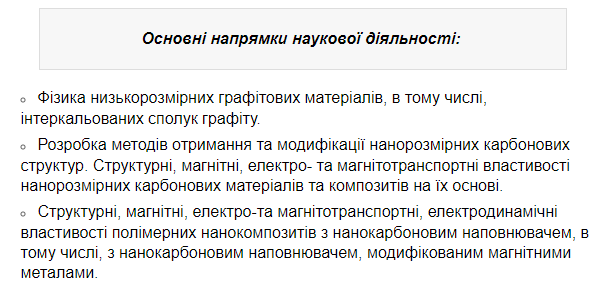 Основні напрямки наукової діяльності:
Фізика низькорозмірних графітових матеріалів, в тому числі,
інтеркальованих сполук графіту.
Розробка методів отримання та модифікації нанорозмірних карбонових
структур. Структурні, магнітні, електро- та магнітотранспортні властивості
нанорозмірних карбонових матеріалів та композитів на їх основі.
Структурні, магнітні, електро-та магнітотранспортні, електродинамічні
властивості полімерних нанокомпозитів з нанокарбоновим наповнювачем, в
тому числі, з нанокарбоновим наповнювачем, модифікованим магнітними
металами.